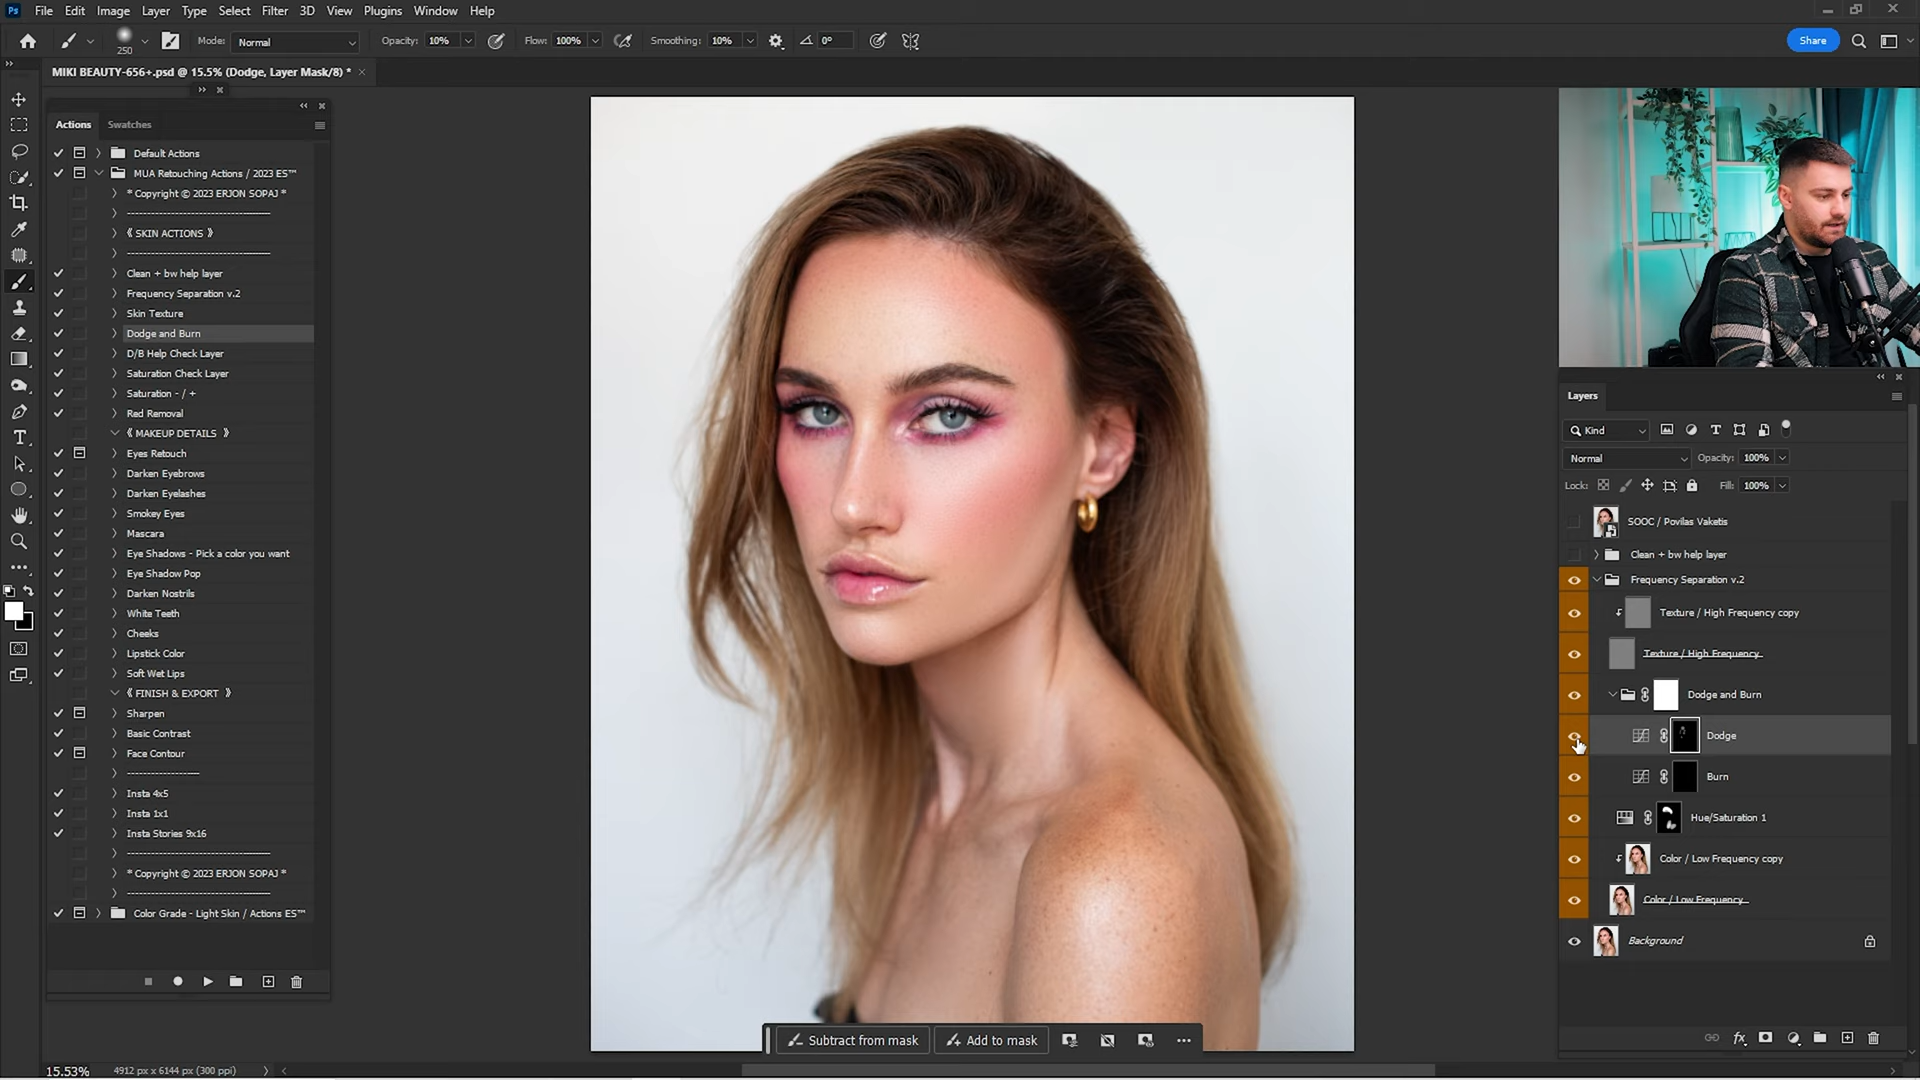 Ps File Edit Image Layer Type Select Filter 3D View Plugins Window Help
250 Mode: Normal Opacity: 10% Flow: 100% Smoothing: 10% 0° Share
MIKI BEAUTY-656+.psd @ 15.5% (Dodge, Layer Mask/8) *
Actions Swatches
Default Actions
MUA Retouching Actions / 2023 ES™
* Copyright © 2023 ERJON SOPAJ *
------------------------------------
《 SKIN ACTIONS 》
------------------------------------
Clean + bw help layer
Frequency Separation v.2
Skin Texture
Dodge and Burn
D/B Help Check Layer
Saturation Check Layer
Saturation - / +
Red Removal
《 MAKEUP DETAILS 》
Eyes Retouch
Darken Eyebrows
Darken Eyelashes
Smokey Eyes
Mascara
Eye Shadows - Pick a color you want
Eye Shadow Pop
Darken Nostrils
White Teeth
Cheeks
Lipstick Color
Soft Wet Lips
《 FINISH & EXPORT 》
Sharpen
Basic Contrast
Face Contour
------------------
Insta 4x5
Insta 1x1
Insta Stories 9x16
------------------------------------
* Copyright © 2023 ERJON SOPAJ *
------------------------------------
Color Grade - Light Skin / Actions ES™
Subtract from mask Add to mask
Layers
Kind
Normal Opacity: 100%
Lock: Fill: 100%
SOOC / Povilas Vaketis
Clean + bw help layer
Frequency Separation v.2
Texture / High Frequency copy
Texture / High Frequency
Dodge and Burn
Dodge
Burn
Hue/Saturation 1
Color / Low Frequency copy
Color / Low Frequency
Background
15.53% 4912 px x 6144 px (300 ppi)